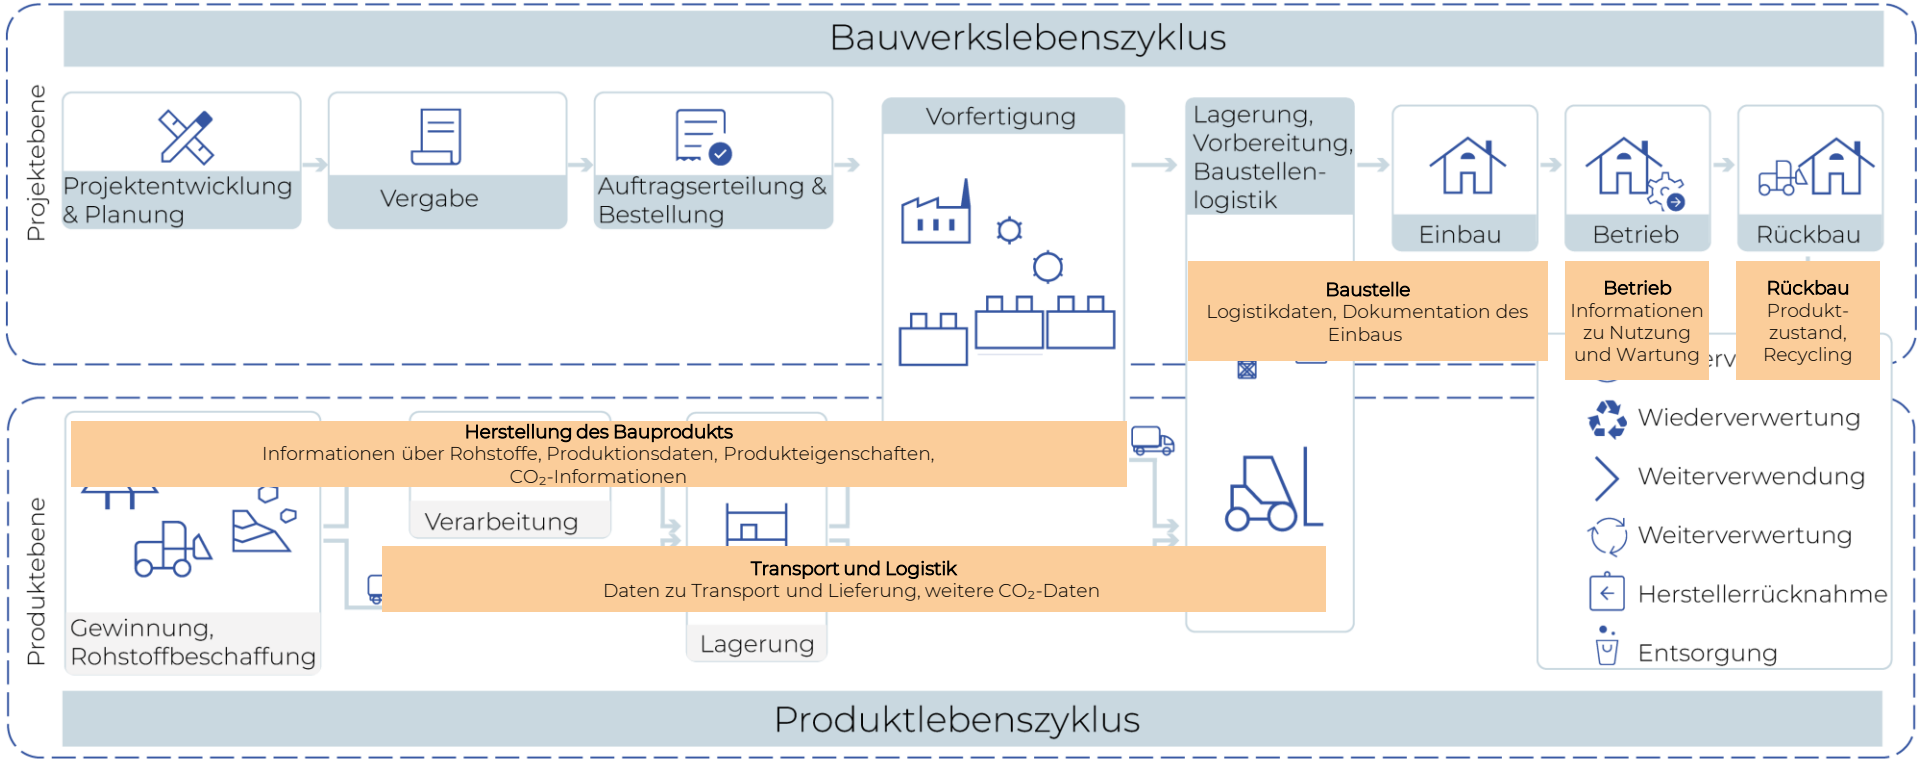 Bauwerkslebenszyklus
Projektebene
Projektentwicklung
& Planung
Vergabe
Auftragserteilung &
Bestellung
Vorfertigung
Lagerung,
Vorbereitung,
Baustellen-
logistik
Einbau
Betrieb
Rückbau
Baustelle
Logistikdaten, Dokumentation des
Einbaus
Betrieb
Informationen
zu Nutzung
und Wartung
Rückbau
Produkt-
zustand,
Recycling
Produktebene
Herstellung des Bauprodukts
Informationen über Rohstoffe, Produktionsdaten, Produkteigenschaften,
CO₂-Informationen
Verarbeitung
Transport und Logistik
Daten zu Transport und Lieferung, weitere CO₂-Daten
Gewinnung,
Rohstoffbeschaffung
Lagerung
Wiederverwertung
Weiterverwendung
Weiterverwertung
Herstellerrücknahme
Entsorgung
Produktlebenszyklus